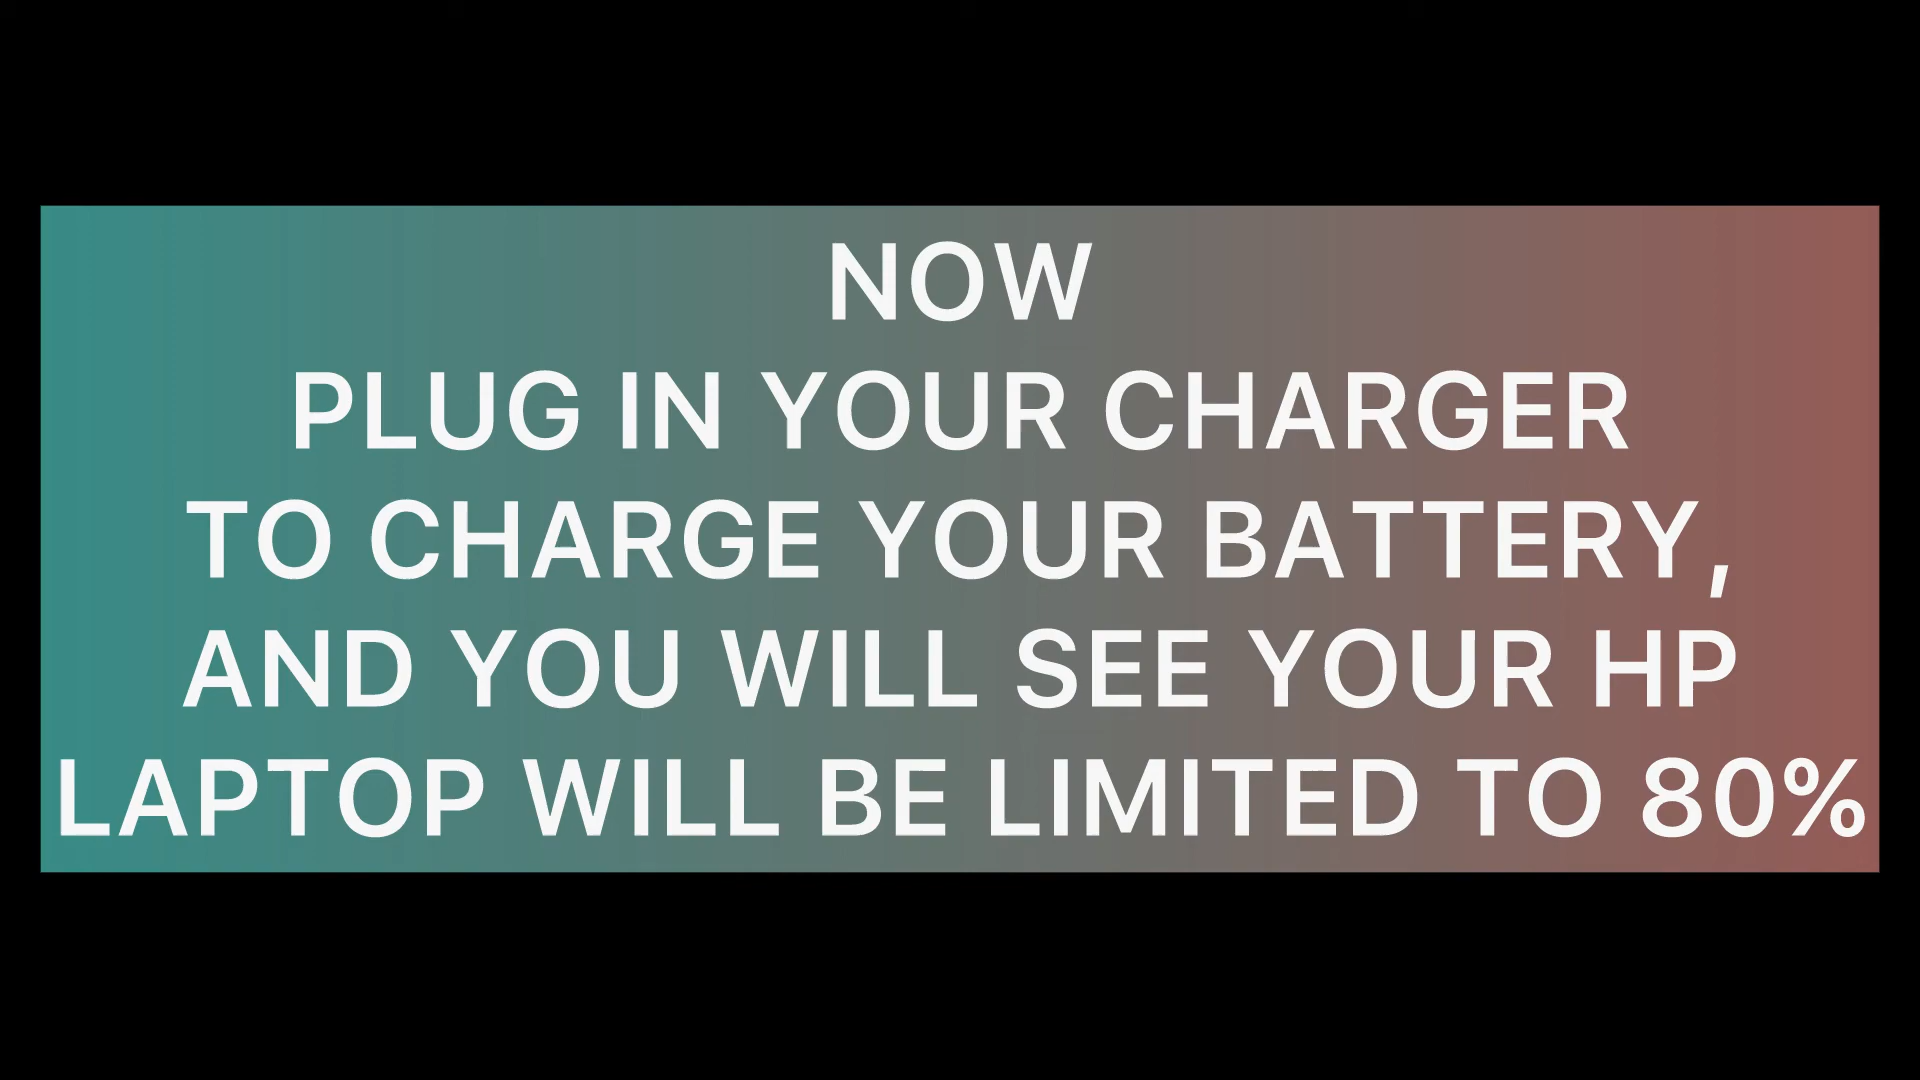 NOW
PLUG IN YOUR CHARGER
TO CHARGE YOUR BATTERY,
AND YOU WILL SEE YOUR HP
LAPTOP WILL BE LIMITED TO 80%